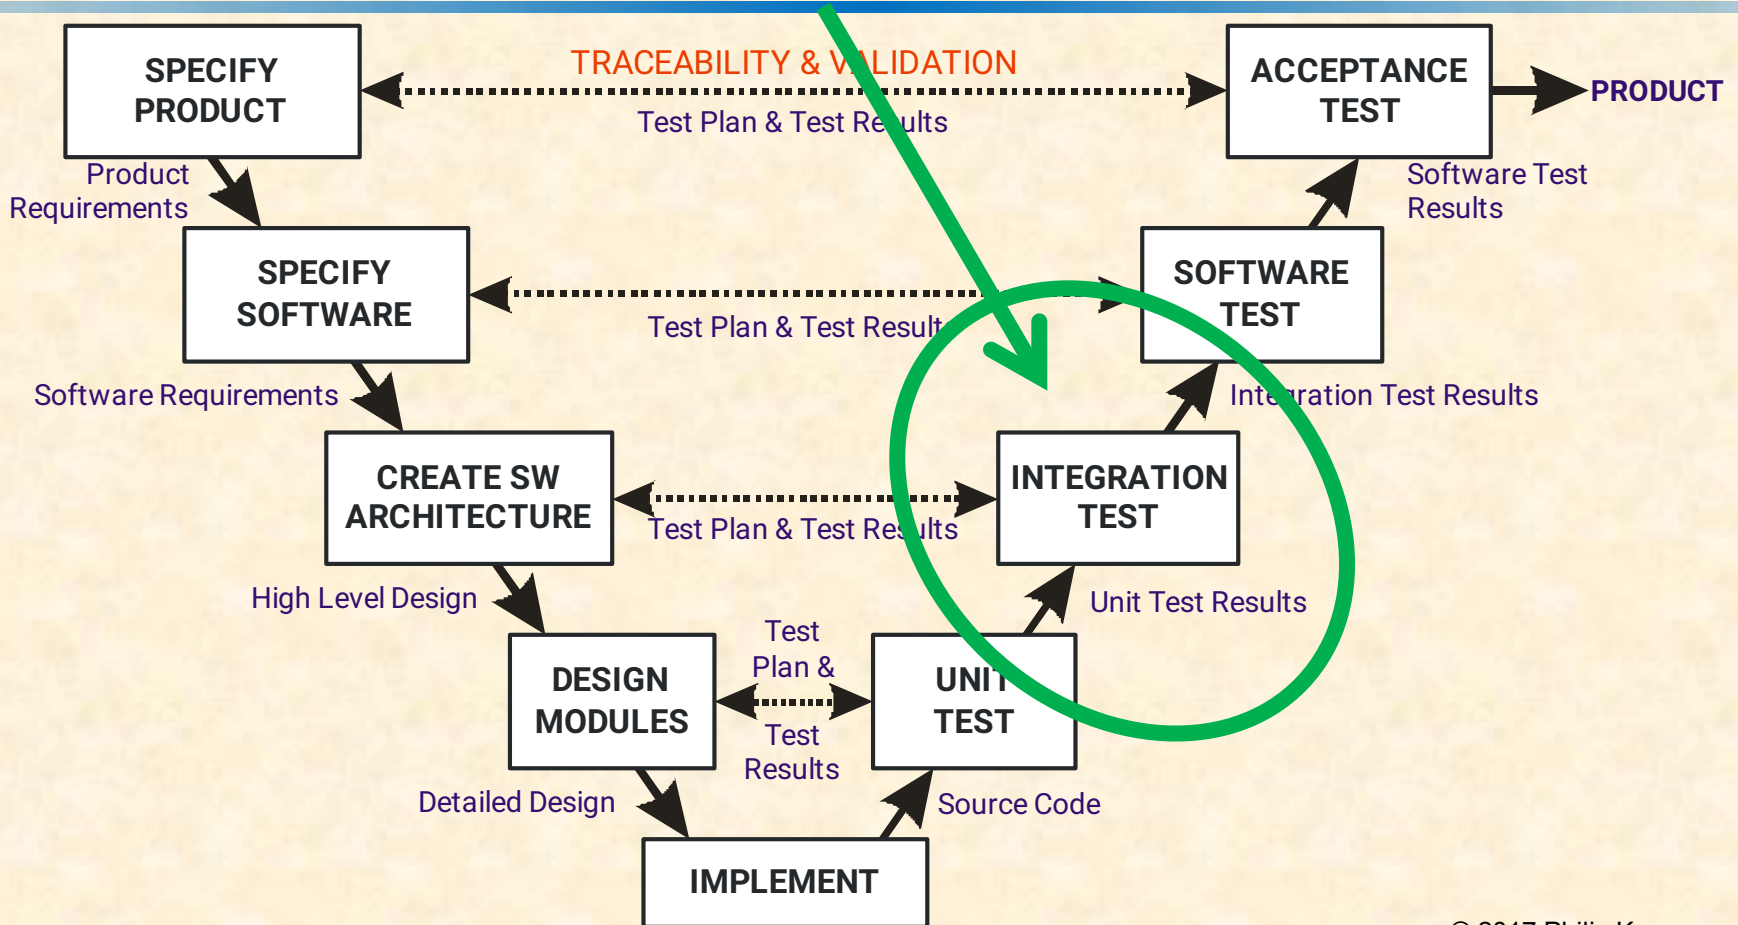 SPECIFY
PRODUCT
TRACEABILITY & VALIDATION
Test Plan & Test Results
ACCEPTANCE
TEST
PRODUCT
Product
Requirements
Software Test
Results
SPECIFY
SOFTWARE
Test Plan & Test Results
SOFTWARE
TEST
Software Requirements
Integration Test Results
CREATE SW
ARCHITECTURE
Test Plan & Test Results
INTEGRATION
TEST
High Level Design
Unit Test Results
DESIGN
MODULES
Test
Plan &
Test
Results
UNIT
TEST
Detailed Design
Source Code
IMPLEMENT
© 2017 Philip